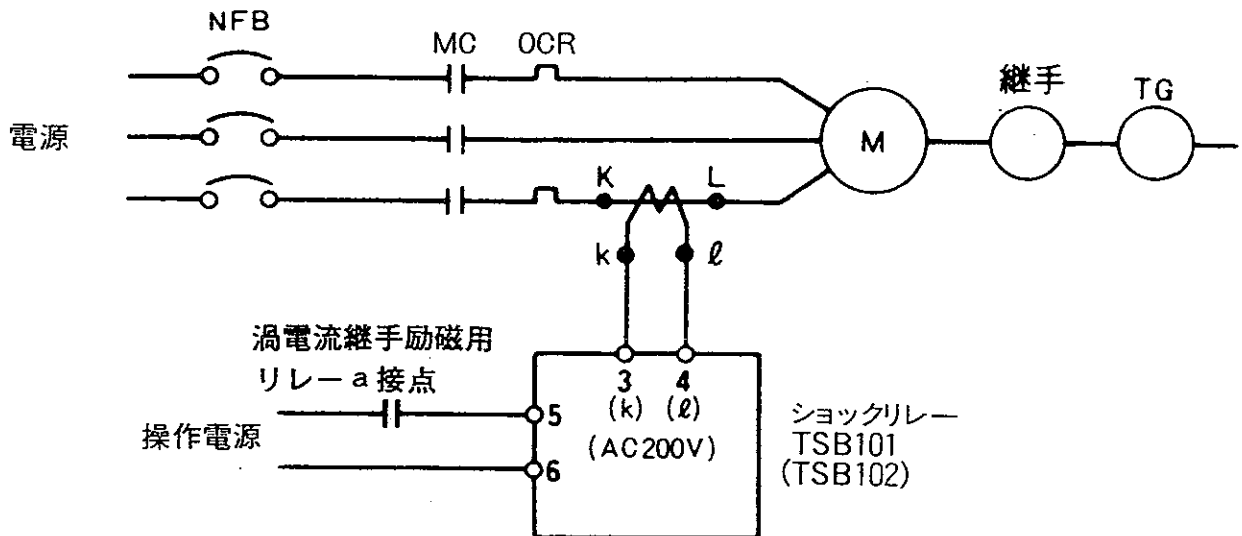 NFB
MC OCR
継手
TG
電源
M
K L
k ℓ
渦電流継手励磁用
リレーa接点
操作電源
3 4
(k) (ℓ)
5
(AC200V)
6
ショックリレー
TSB101
(TSB102)